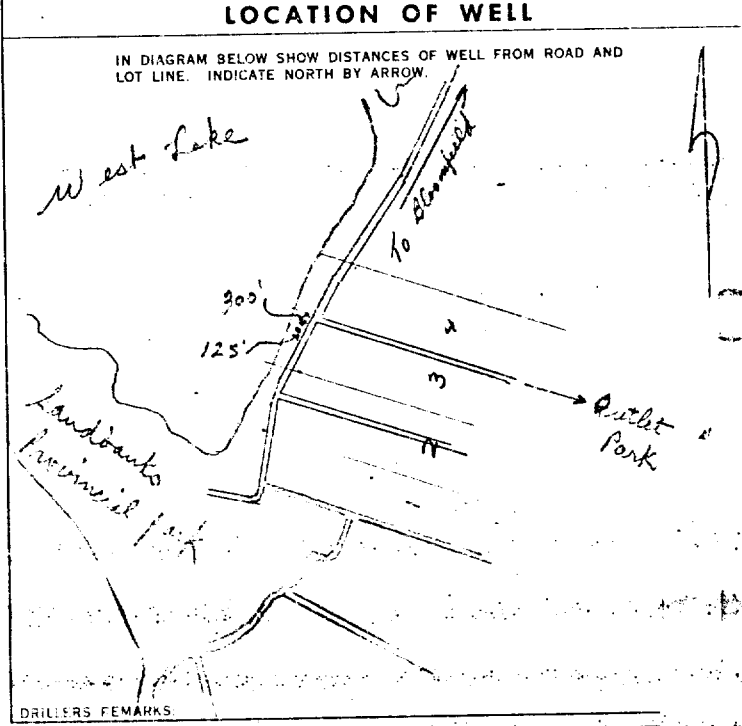 LOCATION OF WELL
IN DIAGRAM BELOW SHOW DISTANCES OF WELL FROM ROAD AND
LOT LINE. INDICATE NORTH BY ARROW.
West Lake
To Bloomfield
300'
125'
3
2
Outlet
Park
Sandbanks
Provincial park
DRILLERS REMARKS